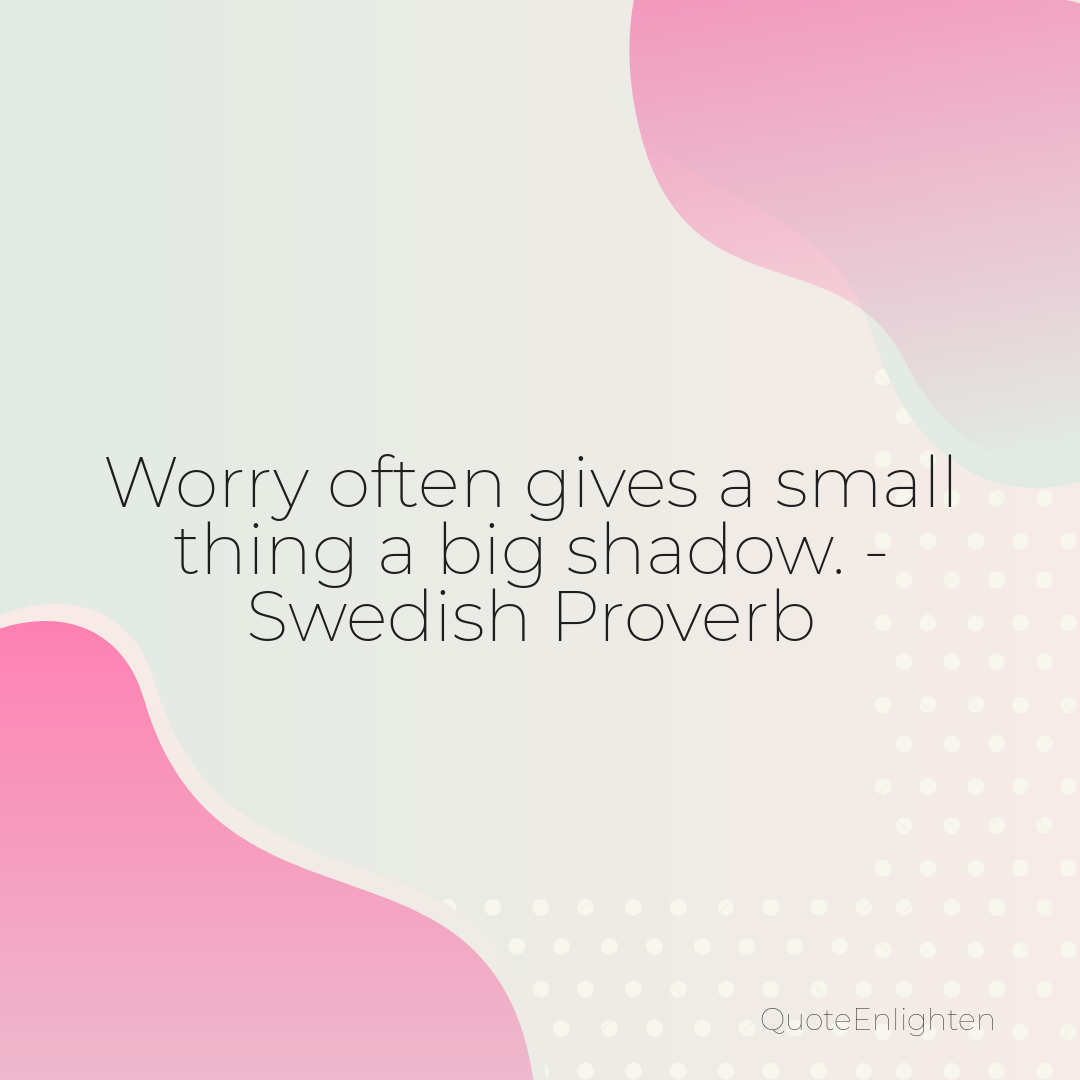 Worry often gives a small
thing a big shadow. -
Swedish Proverb
QuoteEnlighten